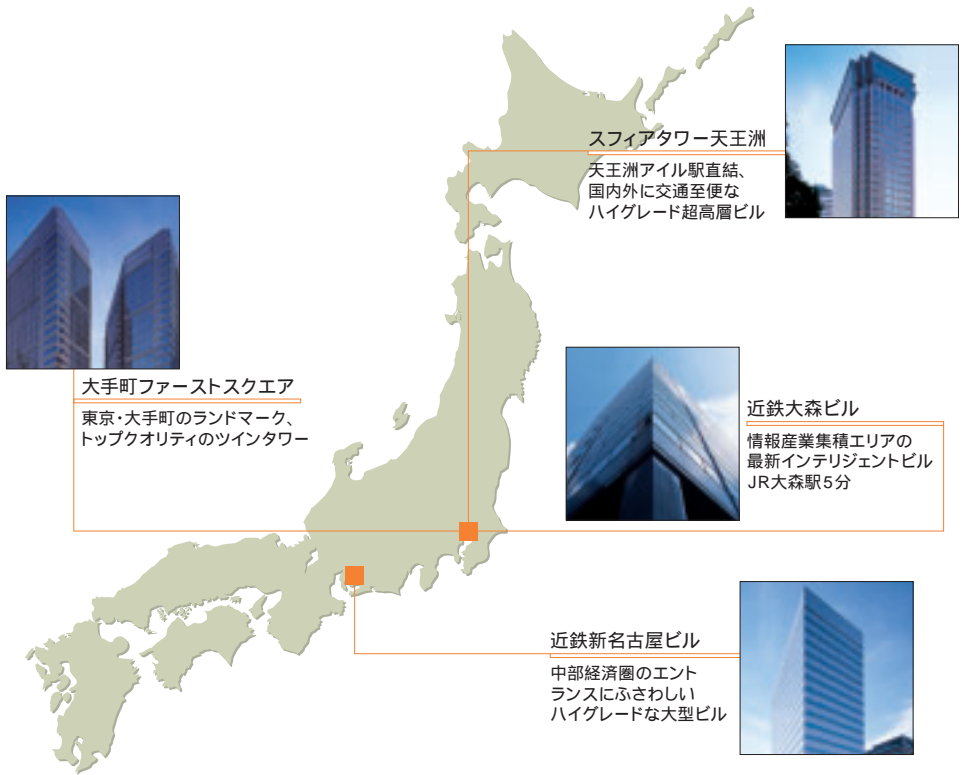 スフィアタワー天王洲
天王洲アイル駅直結、
国内外に交通至便な
ハイグレード超高層ビル
大手町ファーストスクエア
東京・大手町のランドマーク、
トップクオリティのツインタワー
近鉄大森ビル
情報産業集積エリアの
最新インテリジェントビル
JR大森駅5分
近鉄新名古屋ビル
中部経済圏のエント
ランスにふさわしい
ハイグレードな大型ビル